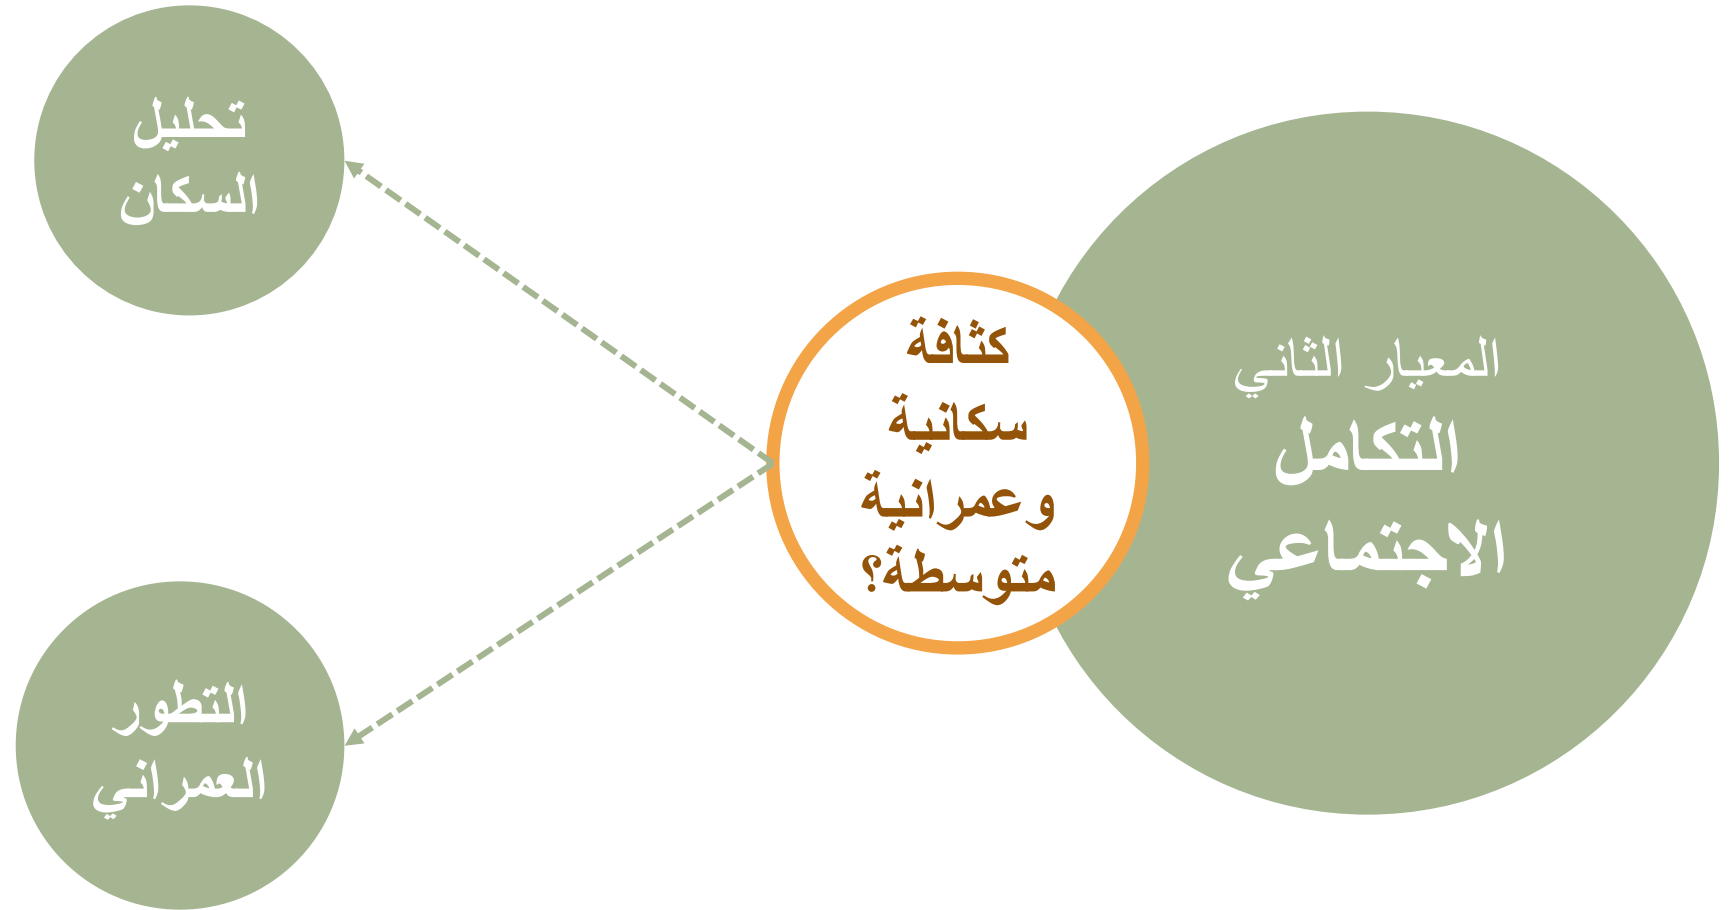 المعيار الثاني
التكامل
الاجتماعي
كثافة
سكانية
وعمرانية
متوسطة؟
تحليل
السكان
التطور
العمراني